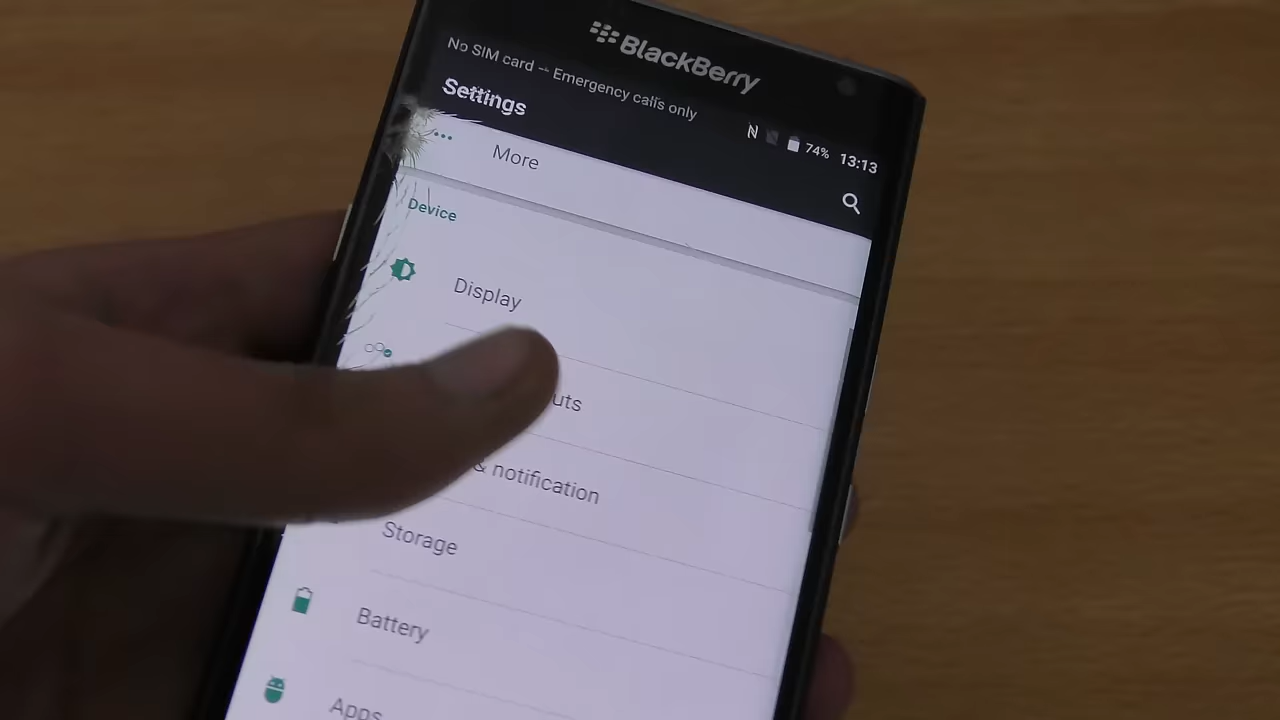 BlackBerry
No SIM card -- Emergency calls only
74% 13:13
Settings
More
Device
Display
uts
& notification
Storage
Battery
Apps